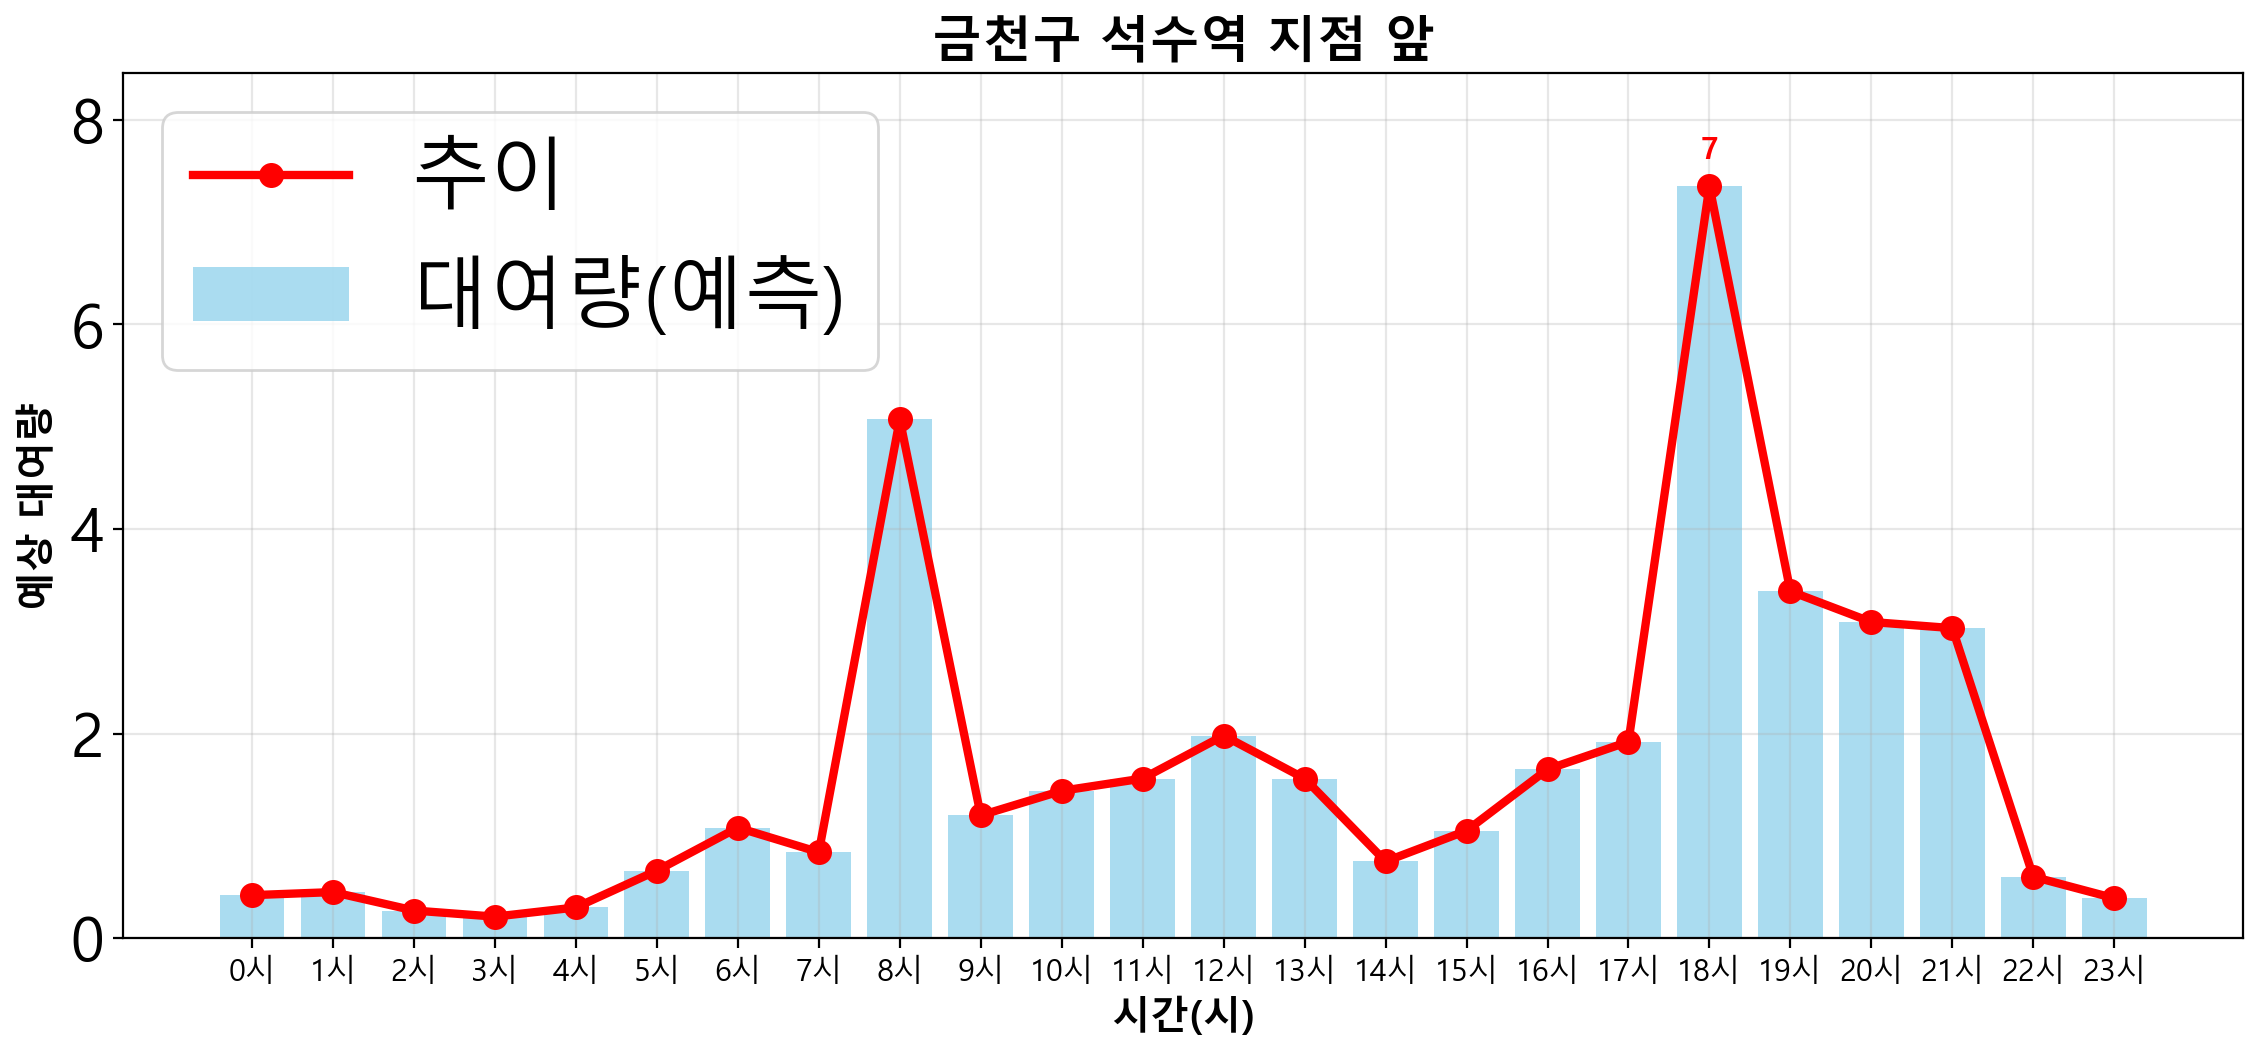 금천구 석수역 지점 앞
추이
대여량(예측)
7
예상 대여량
8
6
4
2
0
0시 1시 2시 3시 4시 5시 6시 7시 8시 9시 10시 11시 12시 13시 14시 15시 16시 17시 18시 19시 20시 21시 22시 23시
시간(시)